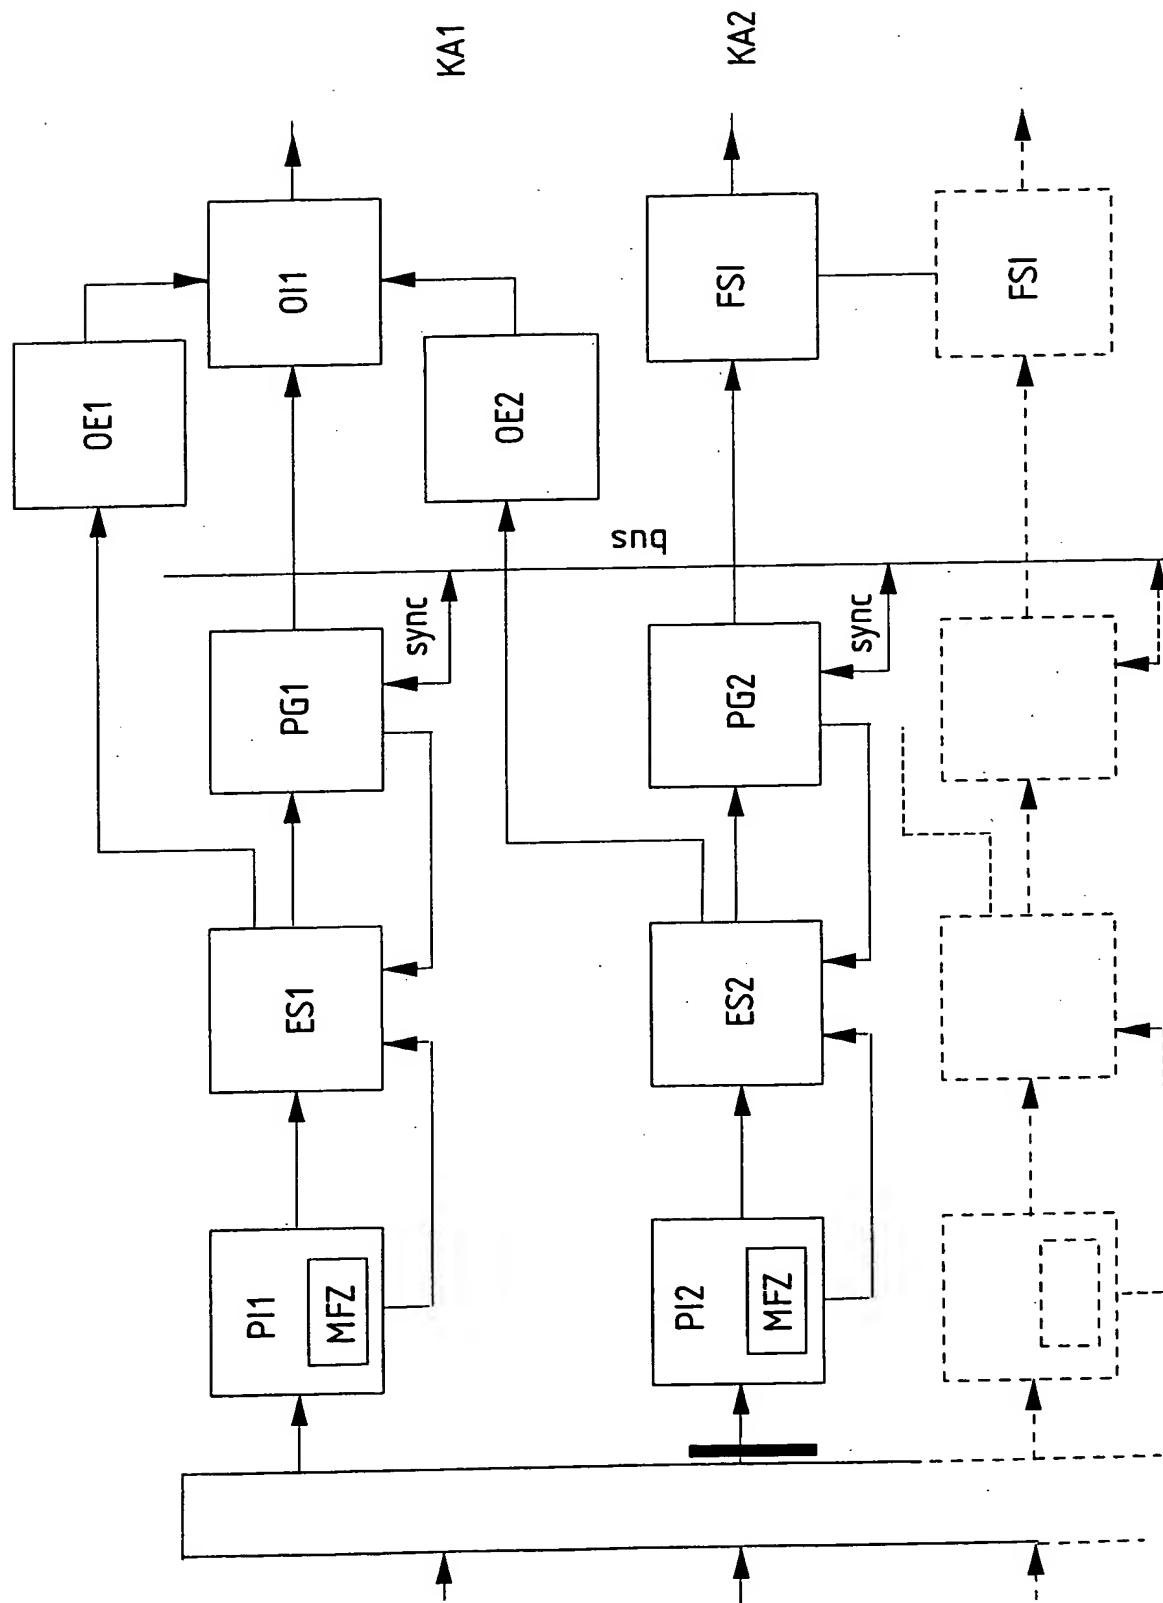 OE1
PI1
MFZ
ES1
PG1
OI1
sync
KA1
OE2
bus
PI2
MFZ
ES2
PG2
FSI
sync
KA2
FSI